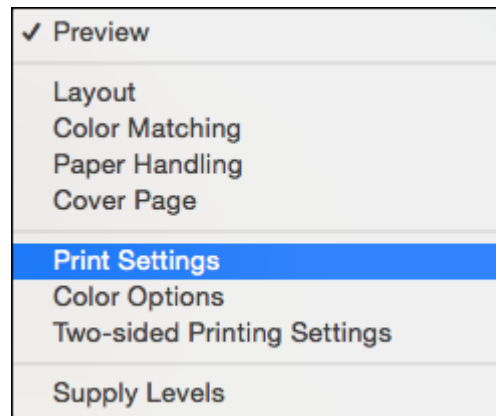 ✓ Preview
Layout
Color Matching
Paper Handling
Cover Page
Print Settings
Color Options
Two-sided Printing Settings
Supply Levels